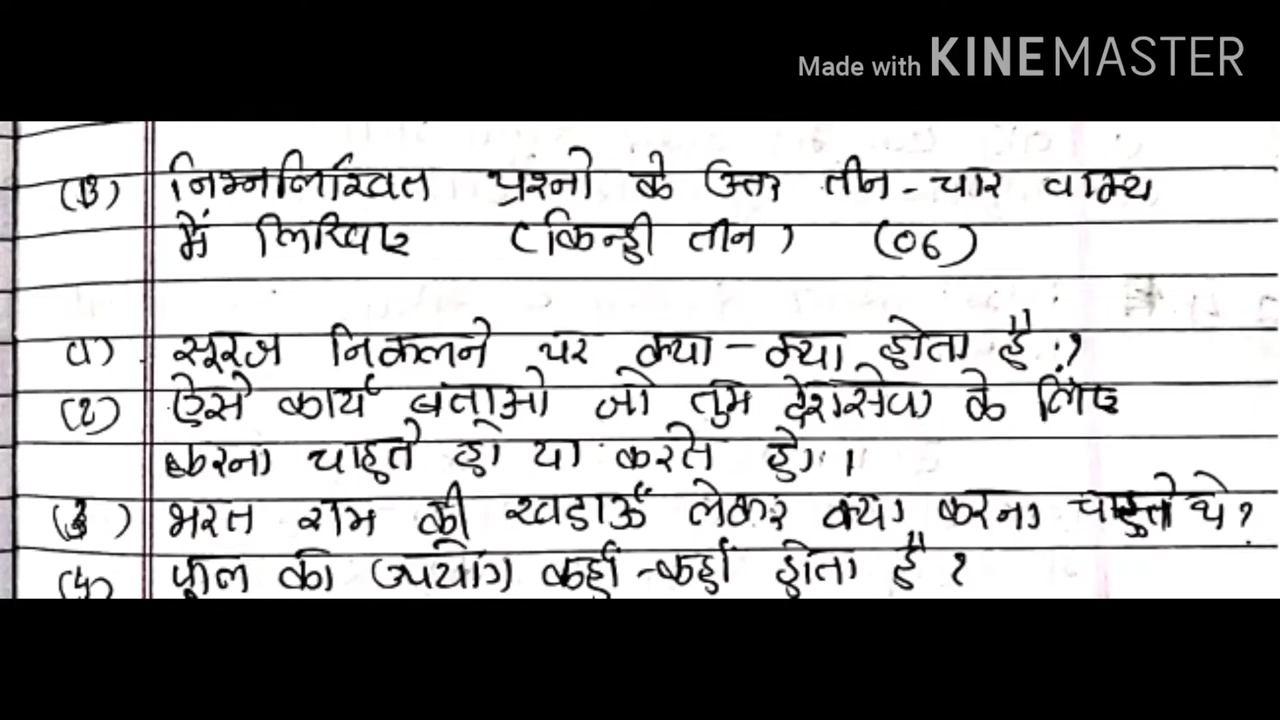 Made with KINEMASTER
(B) निम्नलिखित प्रश्नो के उत्तर तीन-चार वाक्य
में लिखिए (किन्ही तीन) (06)
(1) सूरज निकलने पर क्या-क्या होता है?
(2) ऐसे कार्य बताओ जो तुम देशसेवा के लिए
करना चाहते हो या करते हो।
(3) भरत राम की खडाऊँ लेकर क्या करना चाहते थे?
(4) फूल का उपयोग कहाँ-कहाँ होता है?